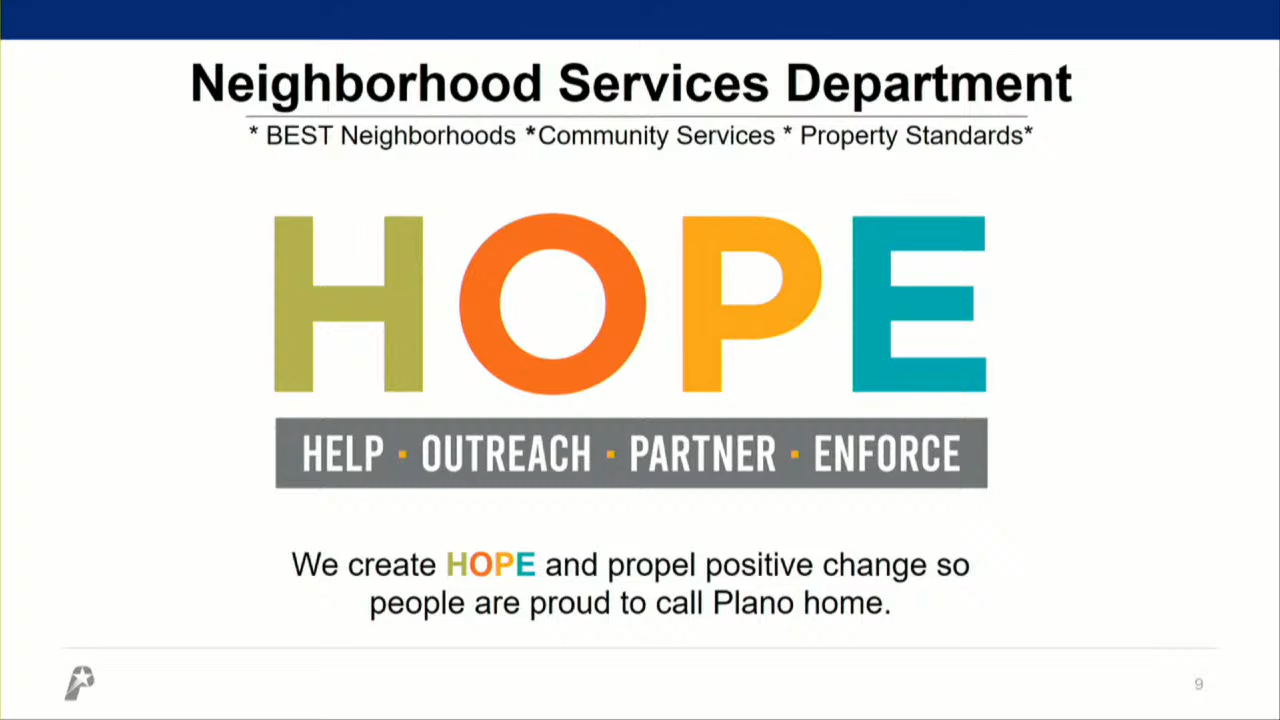 Neighborhood Services Department
* BEST Neighborhoods *Community Services * Property Standards*
HOPE
HELP · OUTREACH · PARTNER · ENFORCE
We create HOPE and propel positive change so
people are proud to call Plano home.
P
9